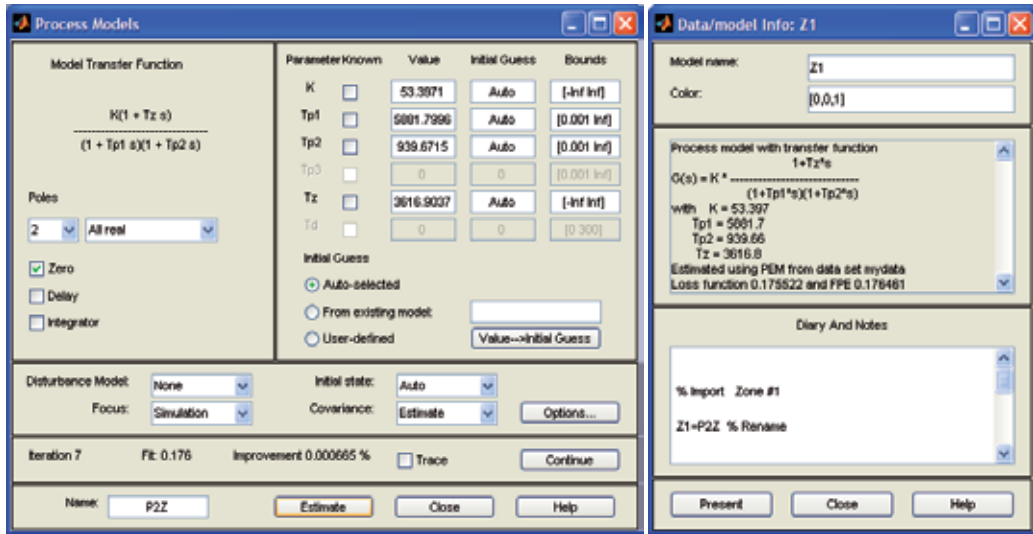 Process Models
Model Transfer Function
K(1 + Tz s)
(1 + Tp1 s)(1 + Tp2 s)
Poles
2 All real
Zero
Delay
Integrator
Parameter Known Value Initial Guess Bounds
K 53.3971 Auto [-Inf Inf]
Tp1 5881.7996 Auto [0.001 Inf]
Tp2 939.6715 Auto [0.001 Inf]
Tp3 0 0 [0.001 Inf]
Tz 3616.9037 Auto [-Inf Inf]
Td 0 0 [0 300]
Initial Guess
Auto-selected
From existing model:
User-defined Value-->Initial Guess
Disturbance Model: None Initial state: Auto
Focus: Simulation Covariance: Estimate Options...
Iteration 7 Fit: 0.176 Improvement 0.000665 % Trace Continue
Name: P2Z Estimate Close Help
Data/model Info: Z1
Model name: Z1
Color: [0,0,1]
Process model with transfer function
1+Tz*s
G(s) = K * ------------------------------
(1+Tp1*s)(1+Tp2*s)
with K = 53.397
Tp1 = 5881.7
Tp2 = 939.66
Tz = 3616.8
Estimated using PEM from data set mydata
Loss function 0.175522 and FPE 0.176461
Diary And Notes
% Import Zone #1
Z1=P2Z % Rename
Present Close Help